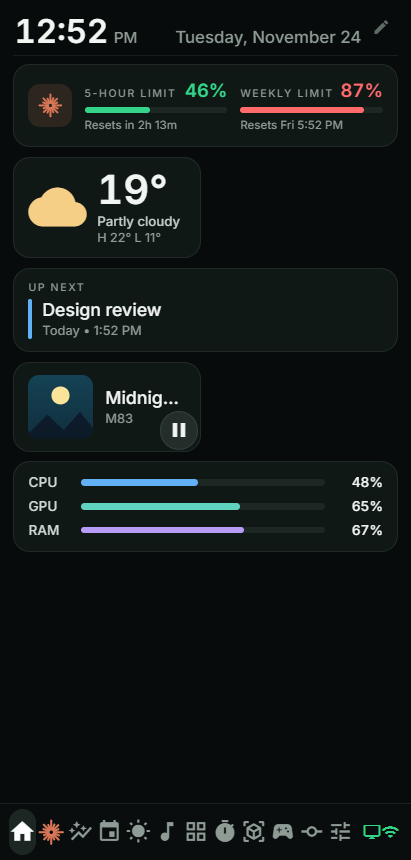 12:52 PM
Tuesday, November 24
5-HOUR LIMIT 46%
Resets in 2h 13m
WEEKLY LIMIT 87%
Resets Fri 5:52 PM
19°
Partly cloudy
H 22° L 11°
UP NEXT
Design review
Today • 1:52 PM
Midnig...
M83
CPU 48%
GPU 65%
RAM 67%